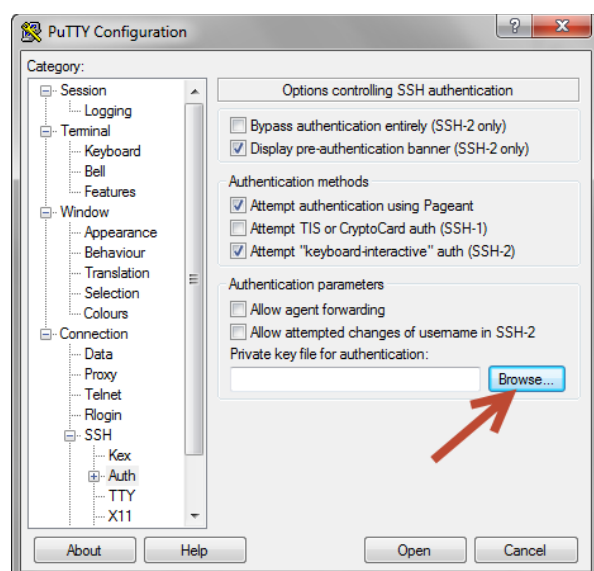 PuTTY Configuration
?
X
Category:
Session
Logging
Terminal
Keyboard
Bell
Features
Window
Appearance
Behaviour
Translation
Selection
Colours
Connection
Data
Proxy
Telnet
Rlogin
SSH
Kex
Auth
TTY
X11
Options controlling SSH authentication
Bypass authentication entirely (SSH-2 only)
Display pre-authentication banner (SSH-2 only)
Authentication methods
Attempt authentication using Pageant
Attempt TIS or CryptoCard auth (SSH-1)
Attempt "keyboard-interactive" auth (SSH-2)
Authentication parameters
Allow agent forwarding
Allow attempted changes of username in SSH-2
Private key file for authentication:
Browse...
About
Help
Open
Cancel